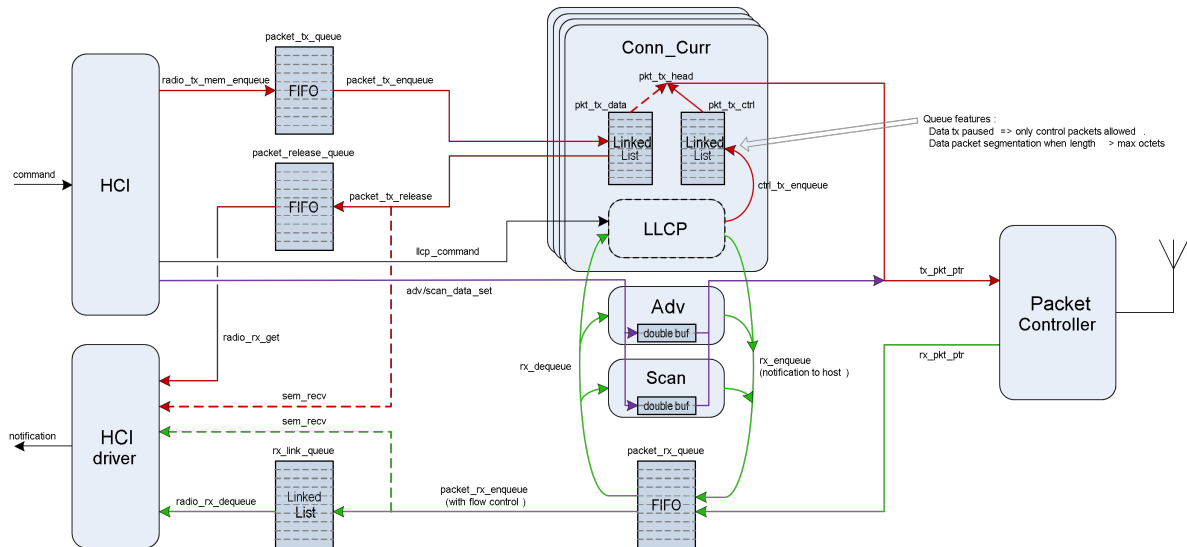 packet_tx_queue
radio_tx_mem_enqueue
FIFO
packet_tx_enqueue
Conn_Curr
pkt_tx_head
pkt_tx_data
pkt_tx_ctrl
Linked
List
Linked
List
Queue features :
Data tx paused => only control packets allowed .
Data packet segmentation when length > max octets
packet_release_queue
command
HCI
FIFO
packet_tx_release
ctrl_tx_enqueue
LLCP
llcp_command
adv/scan_data_set
tx_pkt_ptr
Adv
double buf
Packet
Controller
radio_rx_get
rx_dequeue
rx_enqueue
(notification to host )
rx_pkt_ptr
Scan
double buf
sem_recv
sem_recv
notification
HCI
driver
rx_link_queue
packet_rx_queue
radio_rx_dequeue
Linked
List
packet_rx_enqueue
(with flow control )
FIFO